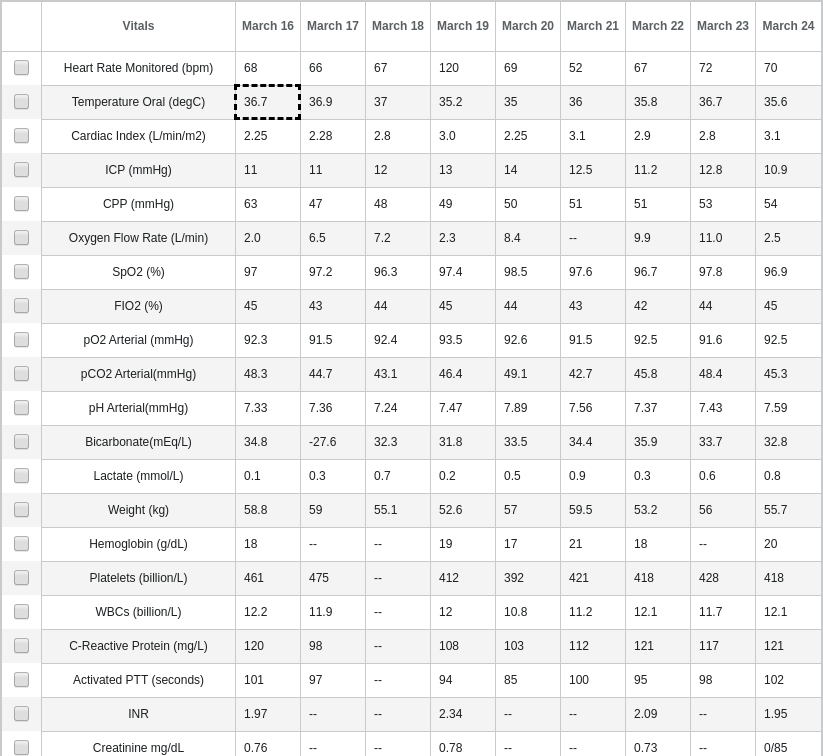 Vitals March 16 March 17 March 18 March 19 March 20 March 21 March 22 March 23 March 24
Heart Rate Monitored (bpm) 68 66 67 120 69 52 67 72 70
Temperature Oral (degC) 36.7 36.9 37 35.2 35 36 35.8 36.7 35.6
Cardiac Index (L/min/m2) 2.25 2.28 2.8 3.0 2.25 3.1 2.9 2.8 3.1
ICP (mmHg) 11 11 12 13 14 12.5 11.2 12.8 10.9
CPP (mmHg) 63 47 48 49 50 51 51 53 54
Oxygen Flow Rate (L/min) 2.0 6.5 7.2 2.3 8.4 -- 9.9 11.0 2.5
SpO2 (%) 97 97.2 96.3 97.4 98.5 97.6 96.7 97.8 96.9
FIO2 (%) 45 43 44 45 44 43 42 44 45
pO2 Arterial (mmHg) 92.3 91.5 92.4 93.5 92.6 91.5 92.5 91.6 92.5
pCO2 Arterial(mmHg) 48.3 44.7 43.1 46.4 49.1 42.7 45.8 48.4 45.3
pH Arterial(mmHg) 7.33 7.36 7.24 7.47 7.89 7.56 7.37 7.43 7.59
Bicarbonate(mEq/L) 34.8 -27.6 32.3 31.8 33.5 34.4 35.9 33.7 32.8
Lactate (mmol/L) 0.1 0.3 0.7 0.2 0.5 0.9 0.3 0.6 0.8
Weight (kg) 58.8 59 55.1 52.6 57 59.5 53.2 56 55.7
Hemoglobin (g/dL) 18 -- -- 19 17 21 18 -- 20
Platelets (billion/L) 461 475 -- 412 392 421 418 428 418
WBCs (billion/L) 12.2 11.9 -- 12 10.8 11.2 12.1 11.7 12.1
C-Reactive Protein (mg/L) 120 98 -- 108 103 112 121 117 121
Activated PTT (seconds) 101 97 -- 94 85 100 95 98 102
INR 1.97 -- -- 2.34 -- -- 2.09 -- 1.95
Creatinine mg/dL 0.76 -- -- 0.78 -- -- 0.73 -- 0/85